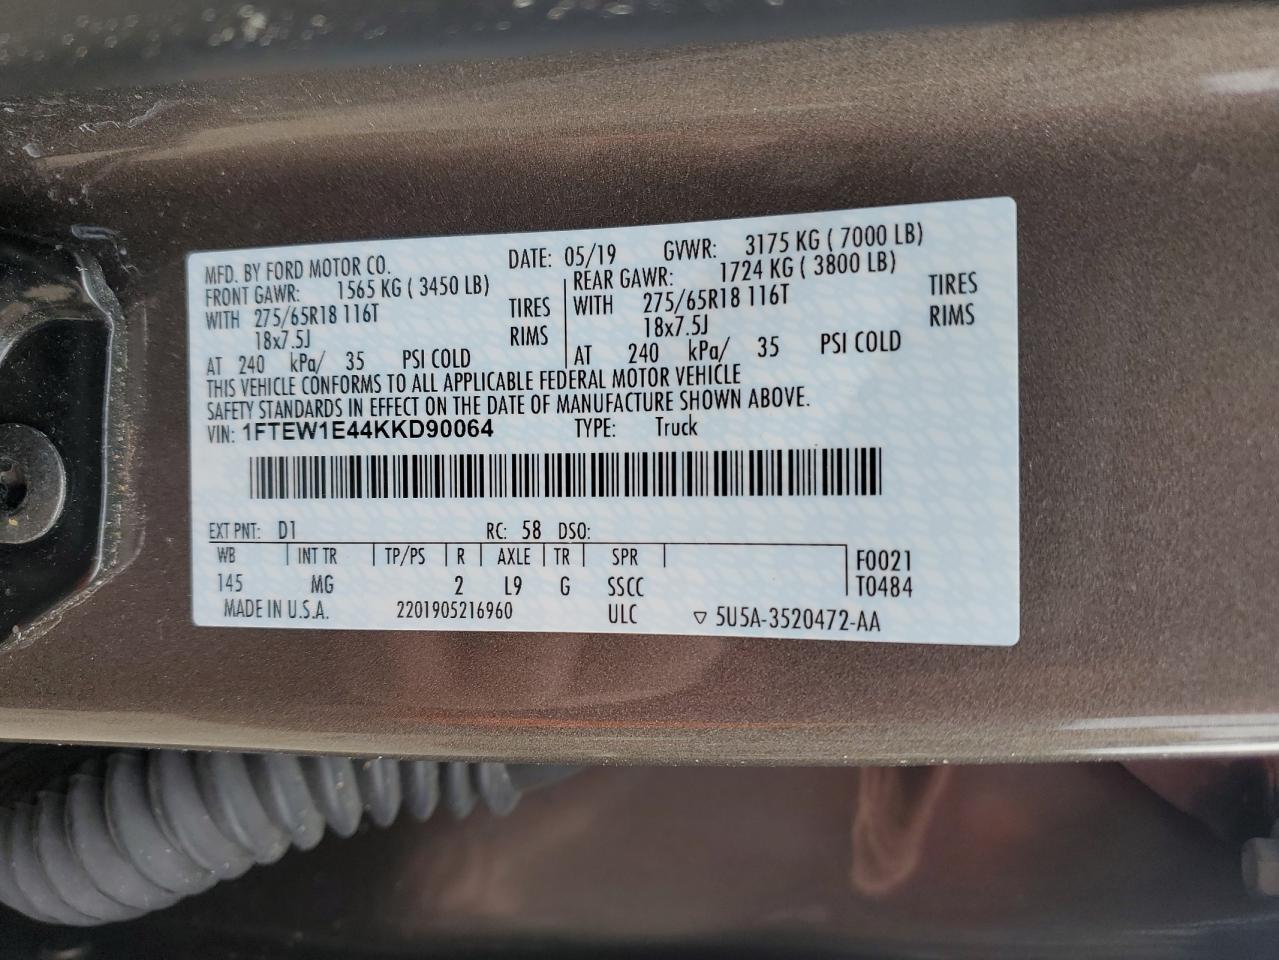 MFD. BY FORD MOTOR CO. DATE: 05/19 GVWR: 3175 KG ( 7000 LB)
FRONT GAWR: 1565 KG ( 3450 LB) REAR GAWR: 1724 KG ( 3800 LB)
WITH 275/65R18 116T TIRES WITH 275/65R18 116T TIRES
18x7.5J RIMS 18x7.5J RIMS
AT 240 kPa/ 35 PSI COLD AT 240 kPa/ 35 PSI COLD
THIS VEHICLE CONFORMS TO ALL APPLICABLE FEDERAL MOTOR VEHICLE
SAFETY STANDARDS IN EFFECT ON THE DATE OF MANUFACTURE SHOWN ABOVE.
VIN: 1FTEW1E44KKD90064 TYPE: Truck
EXT PNT: D1 RC: 58 DSO:
WB INT TR TP/PS R AXLE TR SPR F0021
145 MG 2 L9 G SSCC T0484
MADE IN U.S.A. 2201905216960 ULC ▽ 5U5A-3520472-AA